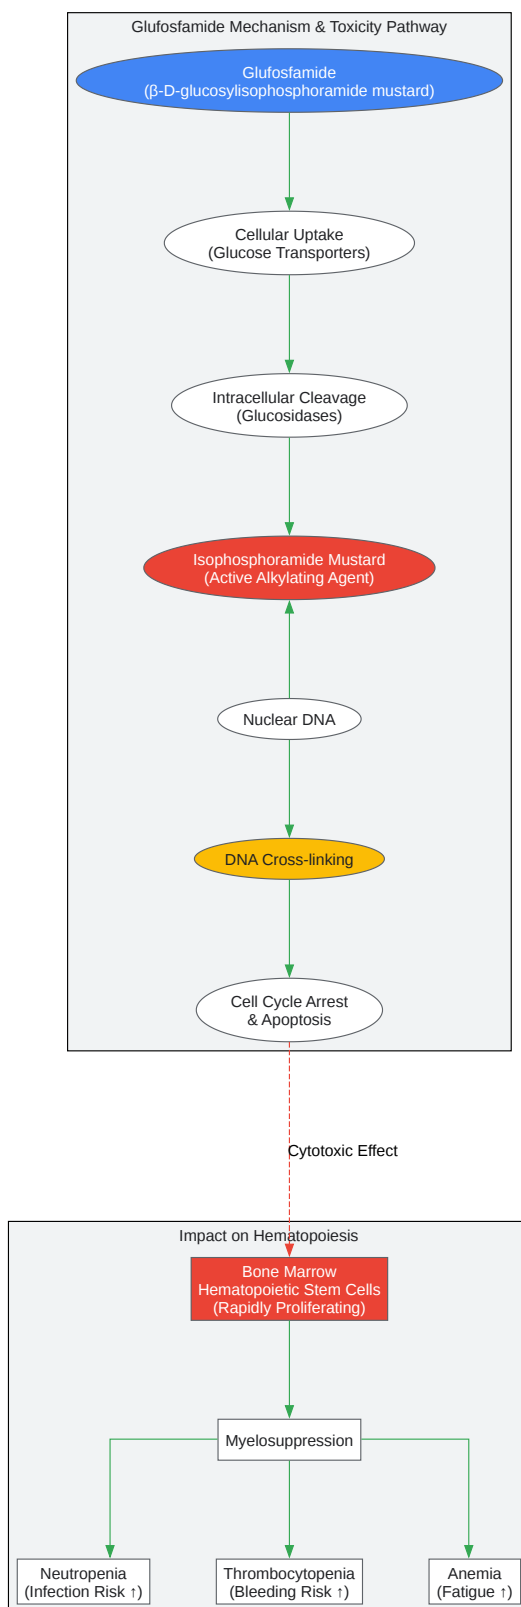 Glufosfamide Mechanism & Toxicity Pathway
Glufosfamide
(β-D-glucosylisophosphoramide mustard)
Cellular Uptake
(Glucose Transporters)
Intracellular Cleavage
(Glucosidases)
Isophosphoramide Mustard
(Active Alkylating Agent)
Nuclear DNA
DNA Cross-linking
Cell Cycle Arrest
& Apoptosis
Cytotoxic Effect
Impact on Hematopoiesis
Bone Marrow
Hematopoietic Stem Cells
(Rapidly Proliferating)
Myelosuppression
Neutropenia
(Infection Risk ↑)
Thrombocytopenia
(Bleeding Risk ↑)
Anemia
(Fatigue ↑)